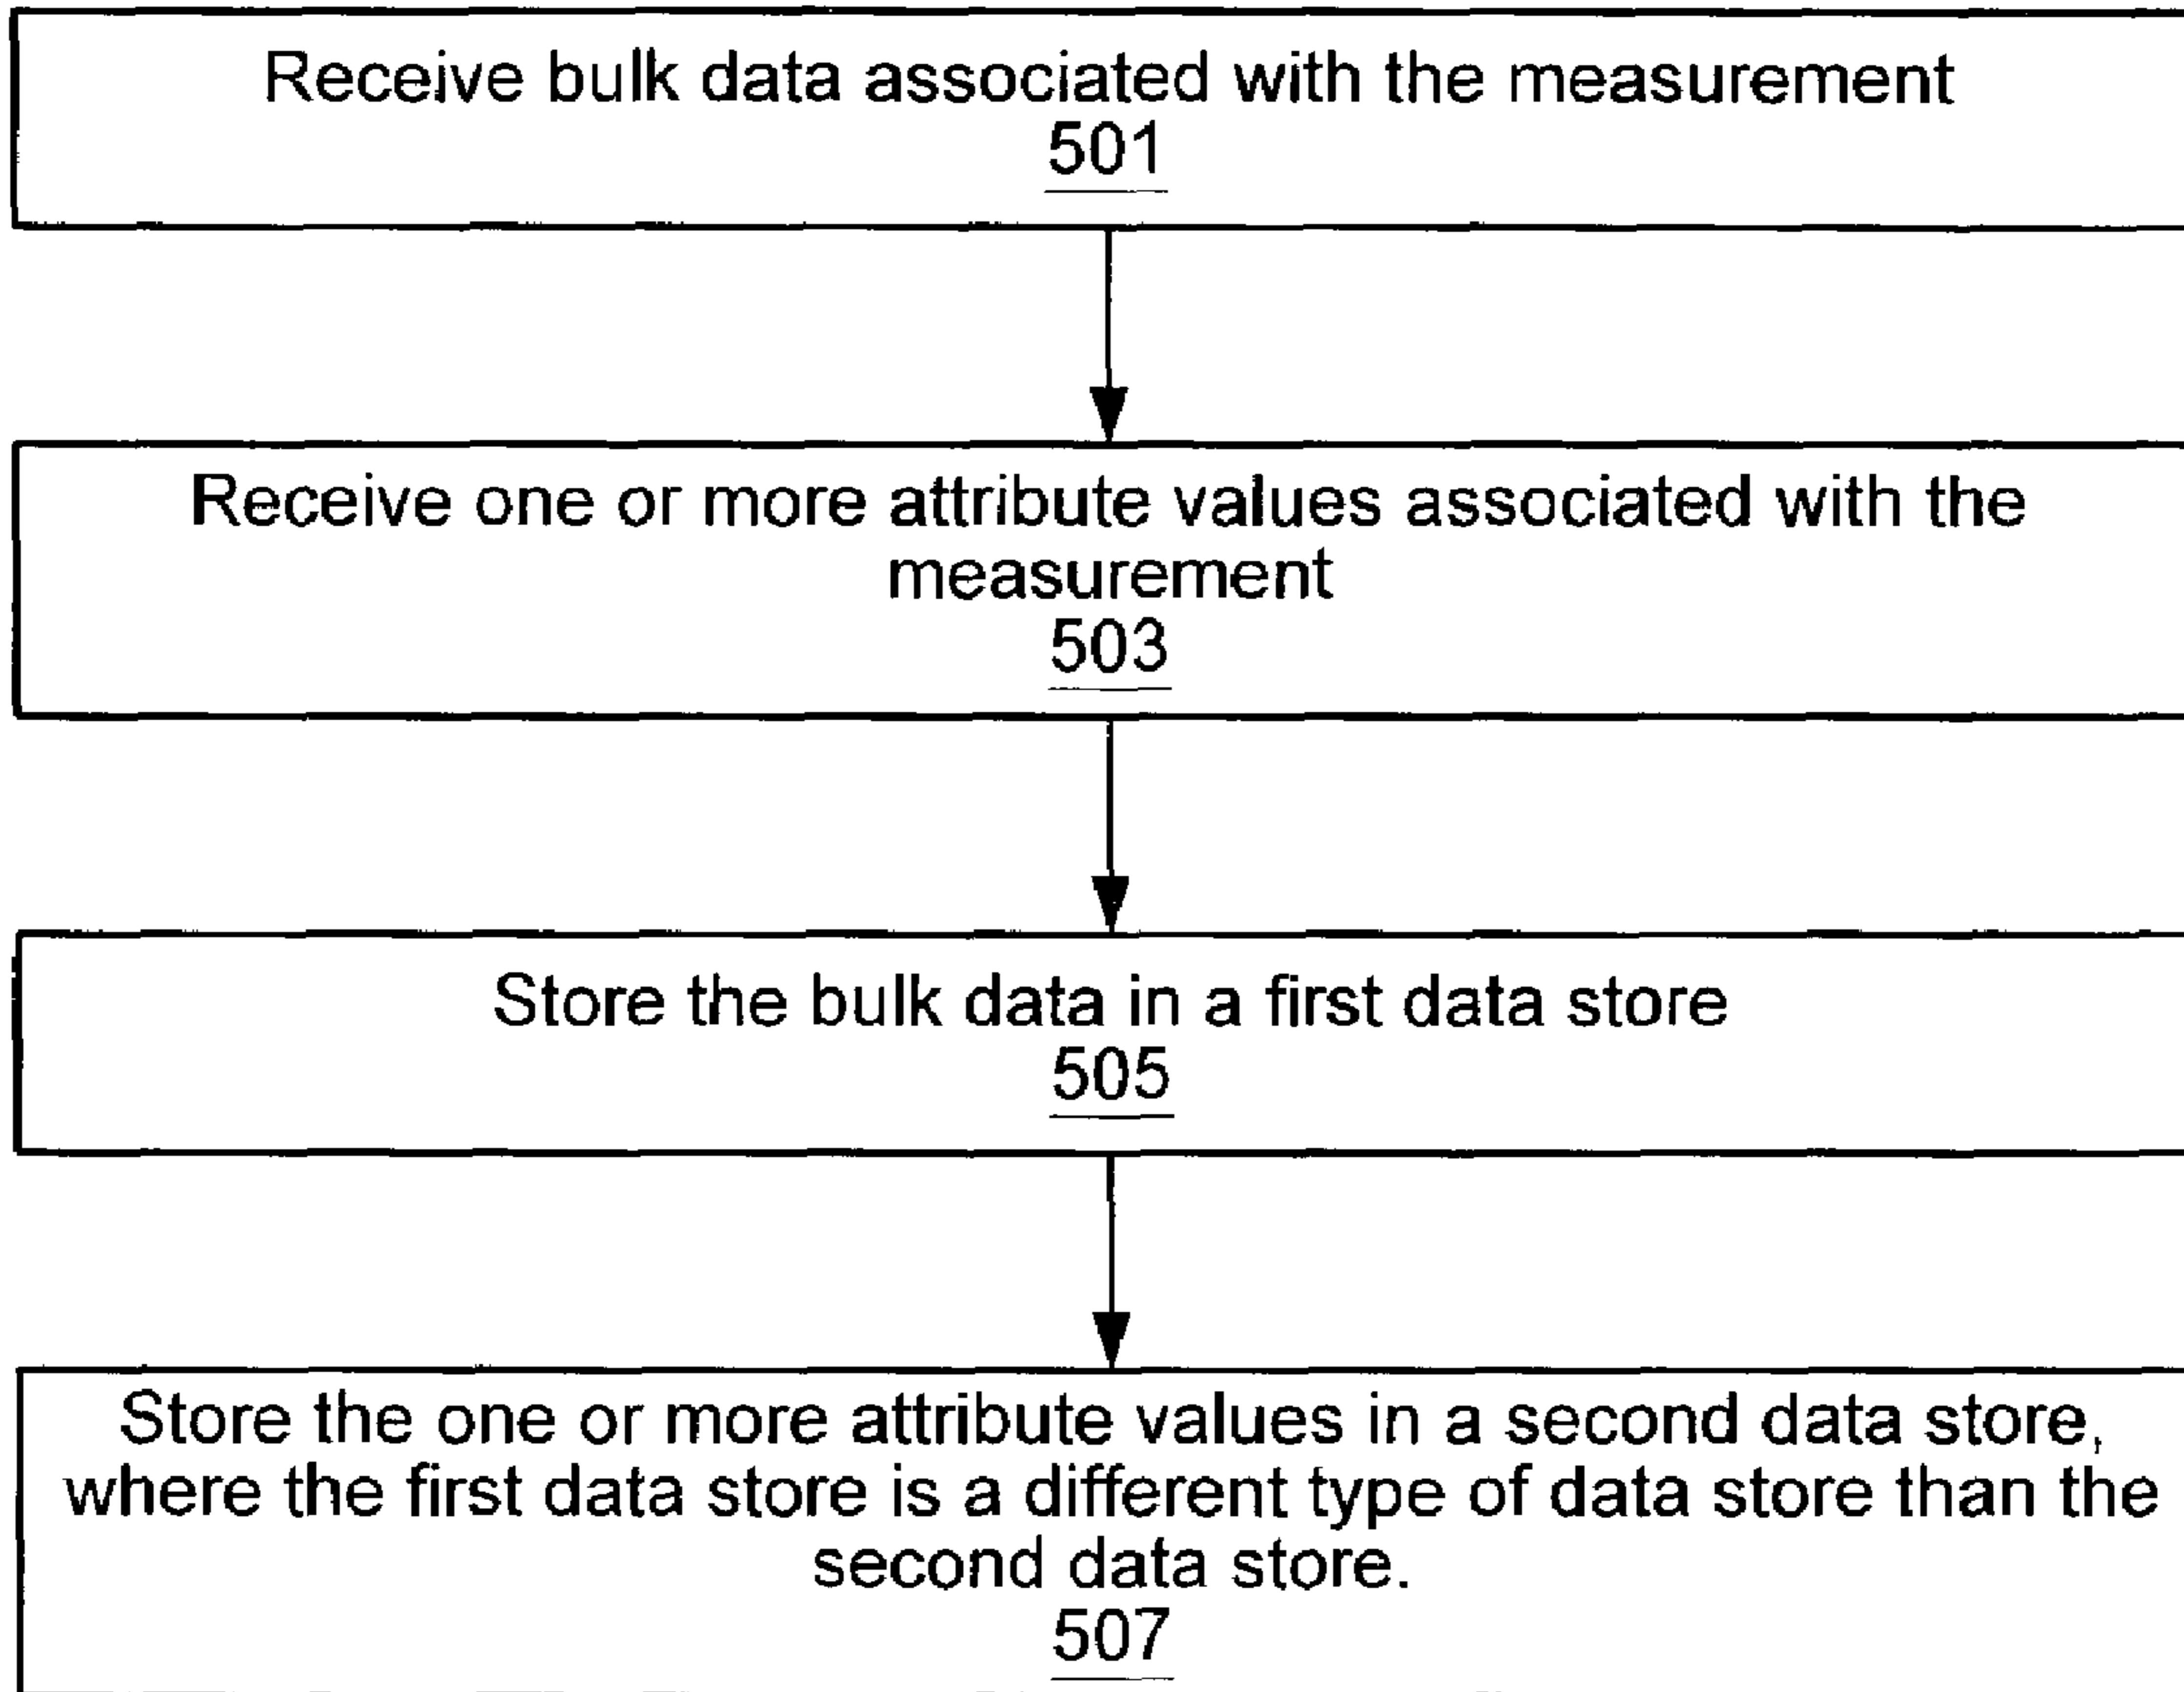 Receive bulk data associated with the measurement
501
Receive one or more attribute values associated with the
measurement
503
Store the bulk data in a first data store
505
Store the one or more attribute values in a second data store,
where the first data store is a different type of data store than the
second data store.
507